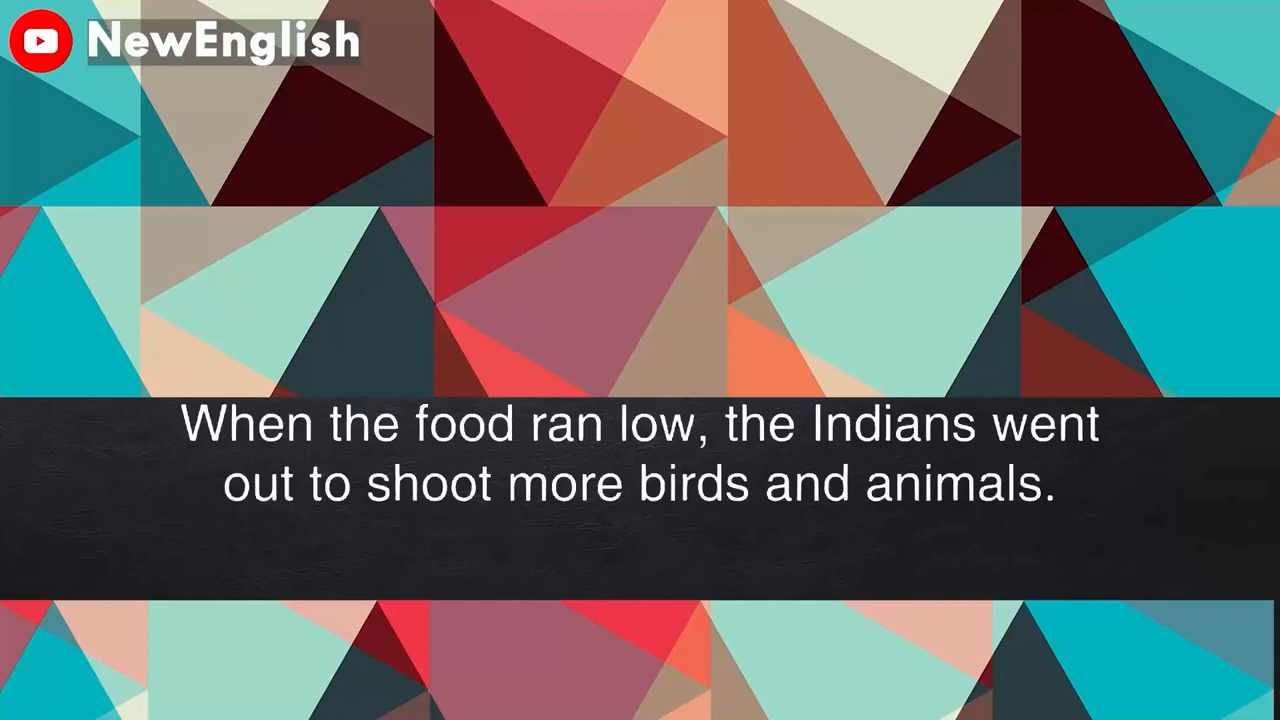 NewEnglish
When the food ran low, the Indians went
out to shoot more birds and animals.